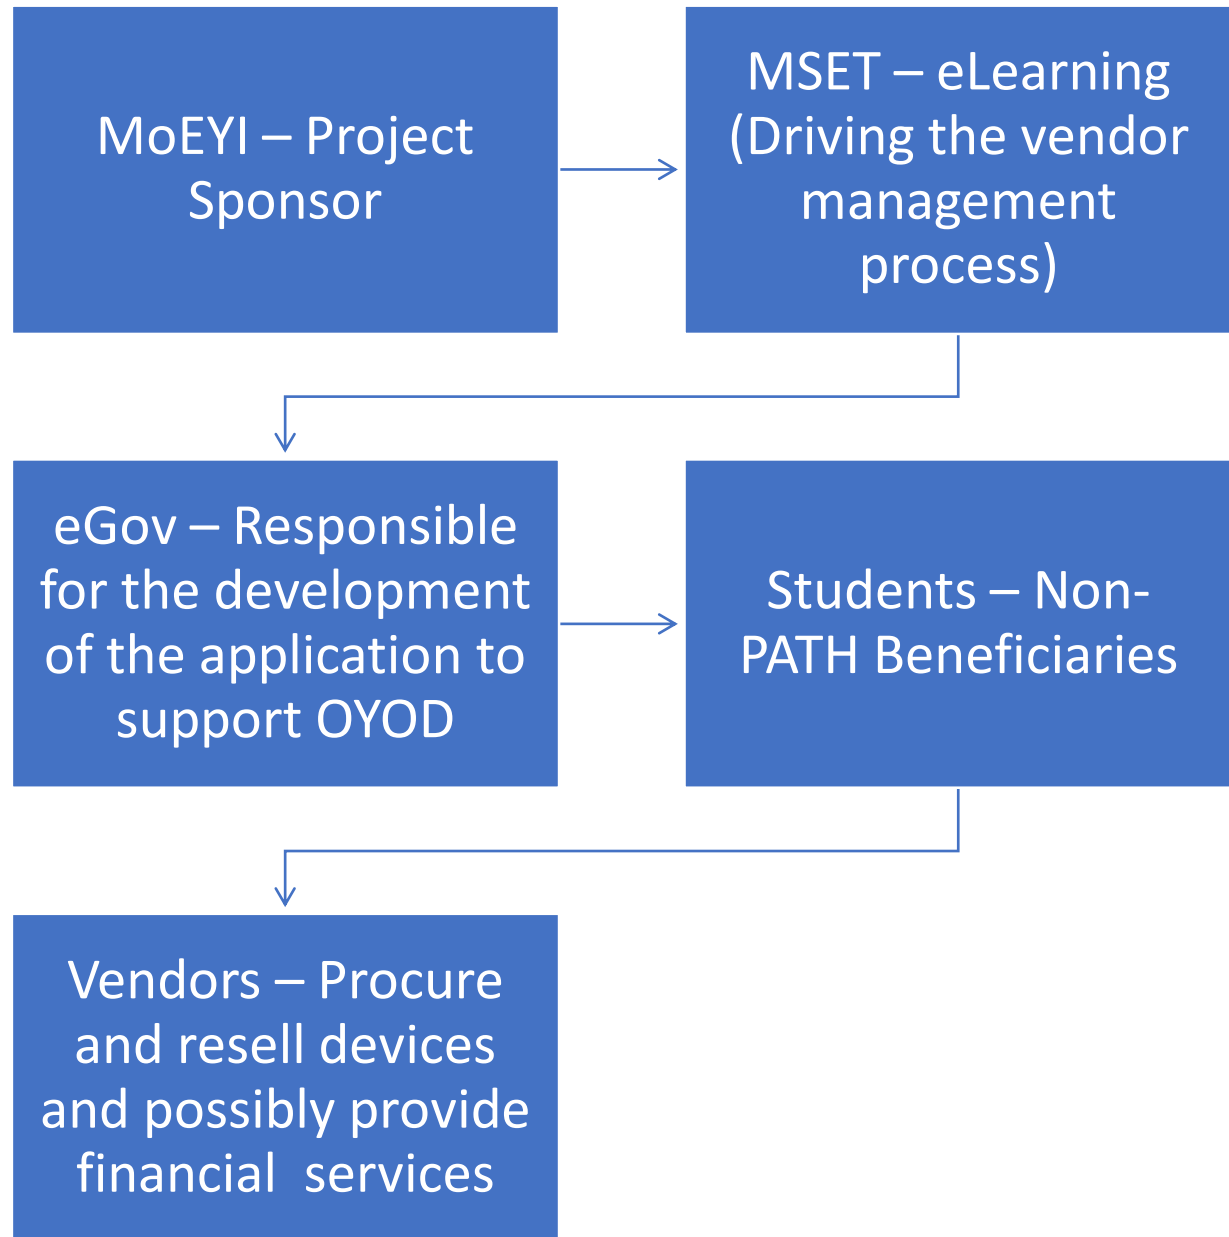 MoEYI – Project
Sponsor
MSET – eLearning
(Driving the vendor
management
process)
eGov – Responsible
for the development
of the application to
support OYOD
Students – Non-
PATH Beneficiaries
Vendors – Procure
and resell devices
and possibly provide
financial  services